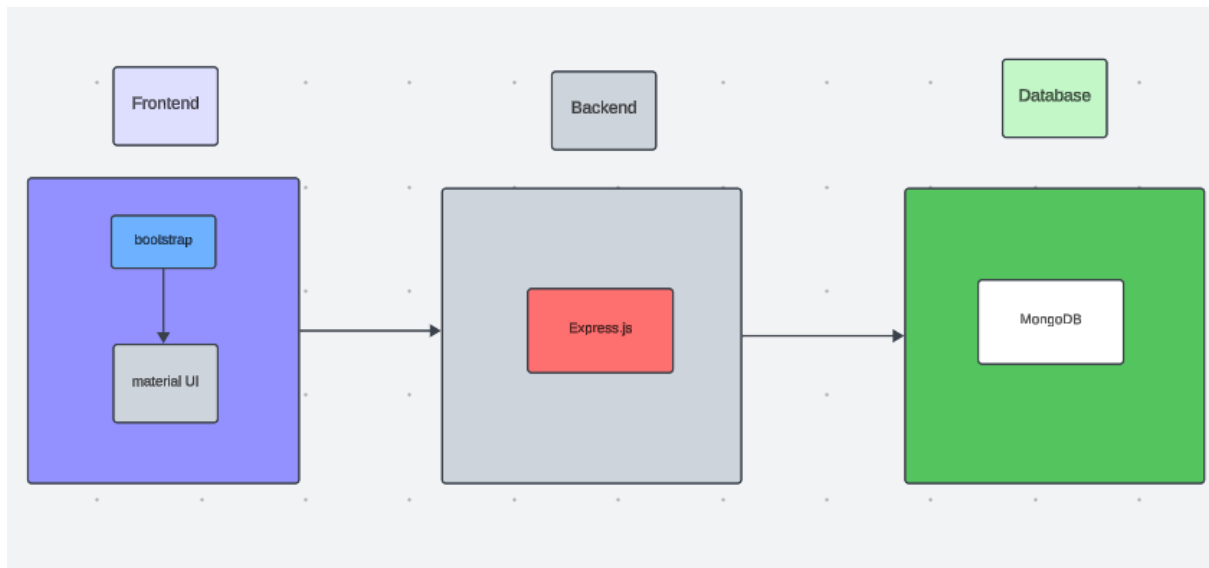 Frontend
Backend
Database
bootstrap
material UI
Express.js
MongoDB